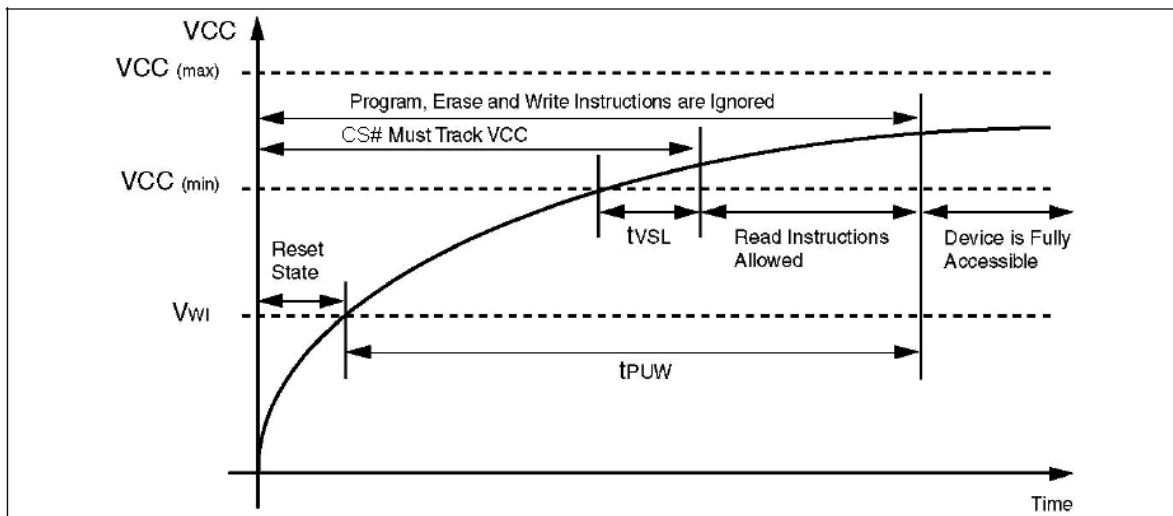 VCC
VCC (max)
Program, Erase and Write Instructions are Ignored
CS# Must Track VCC
VCC (min)
Reset
State
tVSL
Read Instructions
Allowed
Device is Fully
Accessible
VWI
tPUW
Time